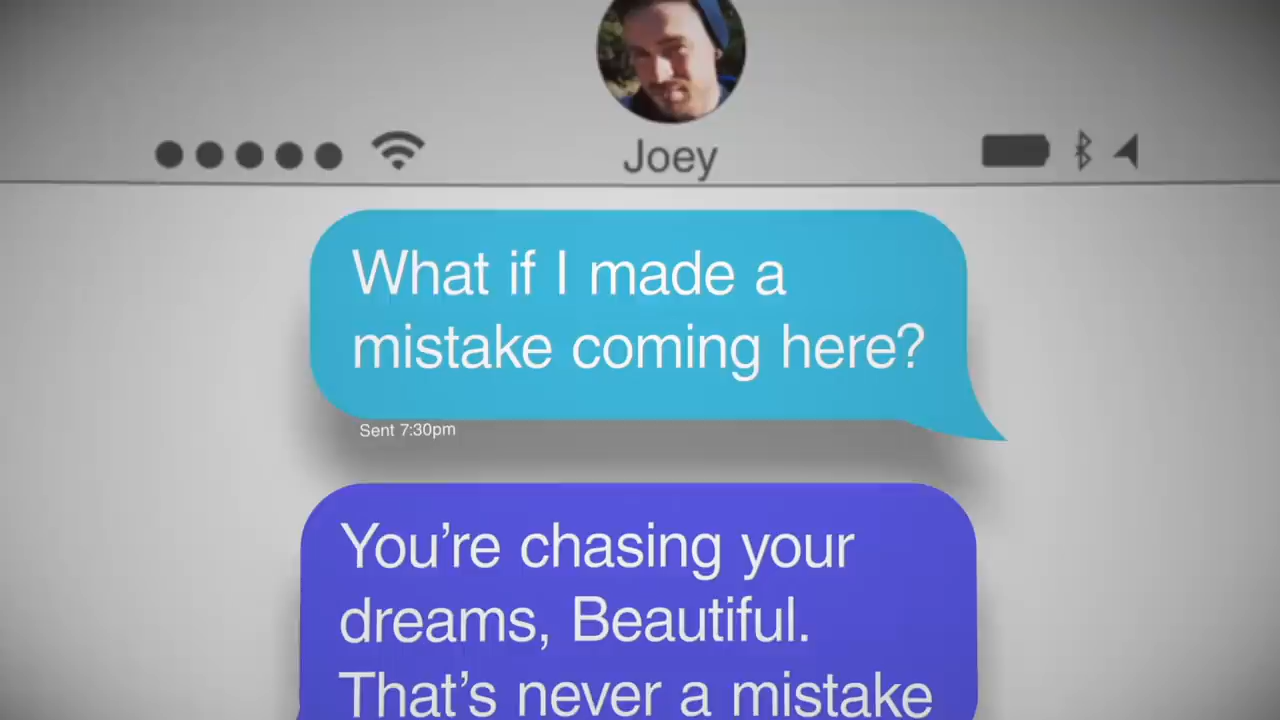 Joey
What if I made a
mistake coming here?
Sent 7:30pm
You’re chasing your
dreams, Beautiful.
That’s never a mistake